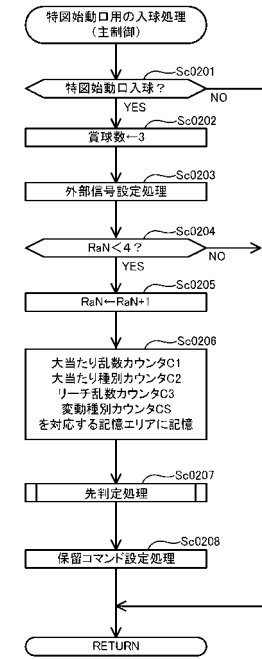 特図始動口用の入球処理
(主制御)
Sc0201
特図始動口入球？
NO
YES
Sc0202
賞球数←3
Sc0203
外部信号設定処理
Sc0204
RaN＜4？
NO
YES
Sc0205
RaN←RaN+1
Sc0206
大当たり乱数カウンタC1
大当たり種別カウンタC2
リーチ乱数カウンタC3
変動種別カウンタCS
を対応する記憶エリアに記憶
Sc0207
先判定処理
Sc0208
保留コマンド設定処理
RETURN